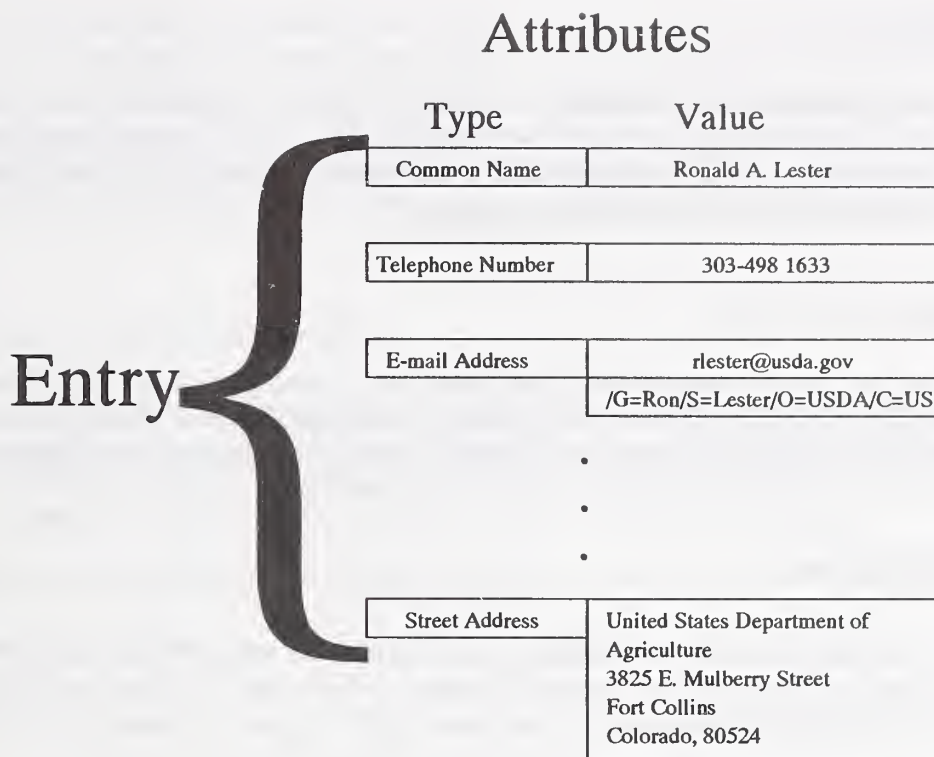 Attributes
Type Value
Common Name Ronald A. Lester
Telephone Number 303-498 1633
E-mail Address rlester@usda.gov
/G=Ron/S=Lester/O=USDA/C=US
Entry
.
.
.
Street Address United States Department of
Agriculture
3825 E. Mulberry Street
Fort Collins
Colorado, 80524